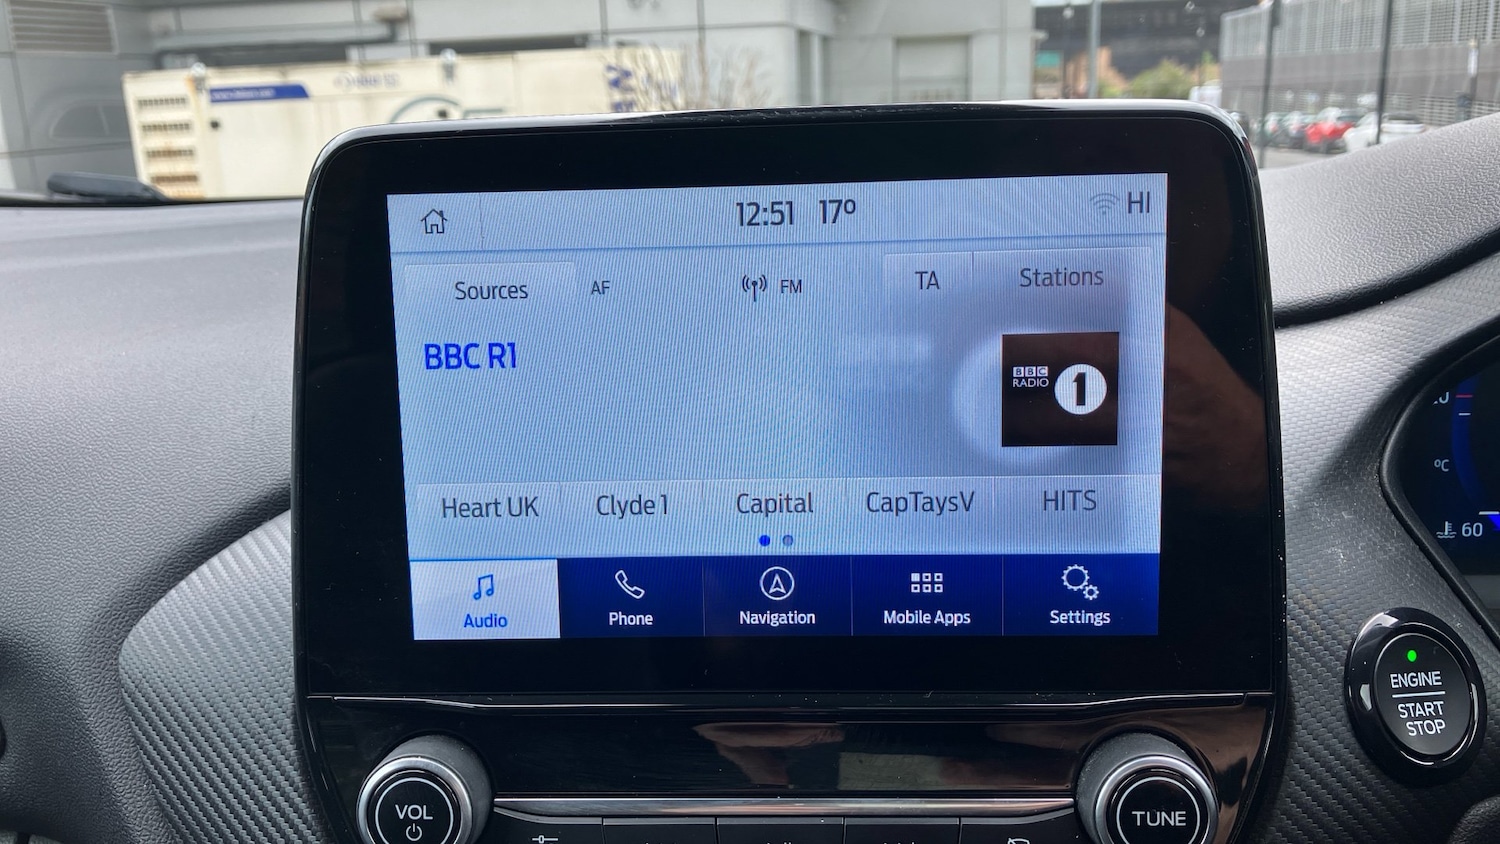 12:51 17º HI
Sources AF FM TA Stations
BBC R1
BBC
RADIO 1
Heart UK Clyde 1 Capital CapTaysV HITS
Audio Phone Navigation Mobile Apps Settings
ºC
60
ENGINE
START
STOP
VOL
TUNE